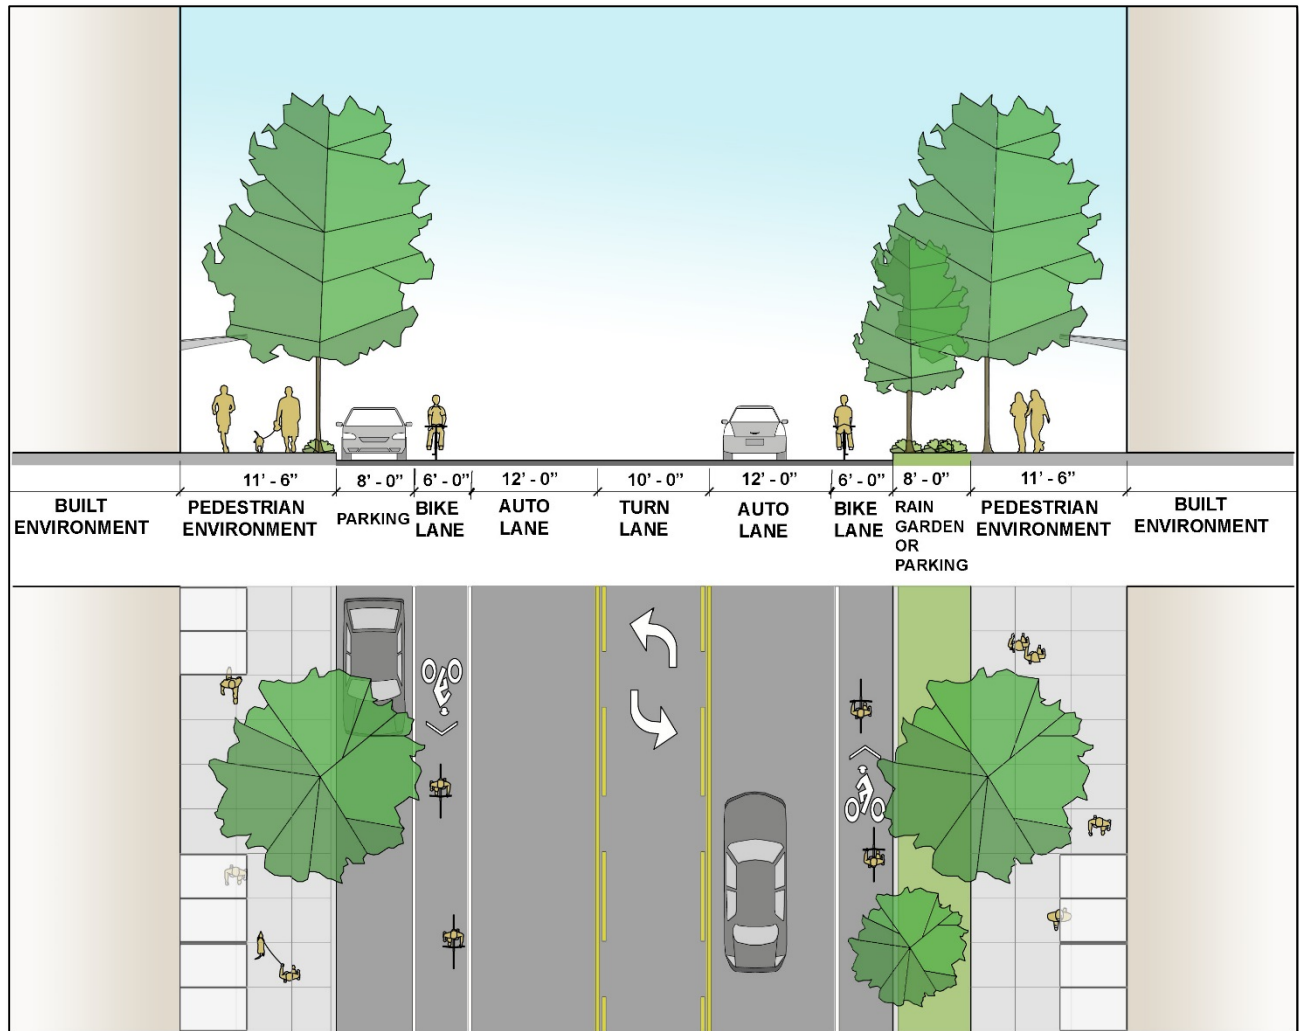 11' - 6” 8' - 0” 6' - 0” 12' - 0” 10' - 0” 12' - 0” 6' - 0” 8' - 0” 11' - 6”
BUILT
ENVIRONMENT
PEDESTRIAN
ENVIRONMENT
PARKING
BIKE
LANE
AUTO
LANE
TURN
LANE
AUTO
LANE
BIKE
LANE
RAIN
GARDEN
OR
PARKING
PEDESTRIAN
ENVIRONMENT
BUILT
ENVIRONMENT